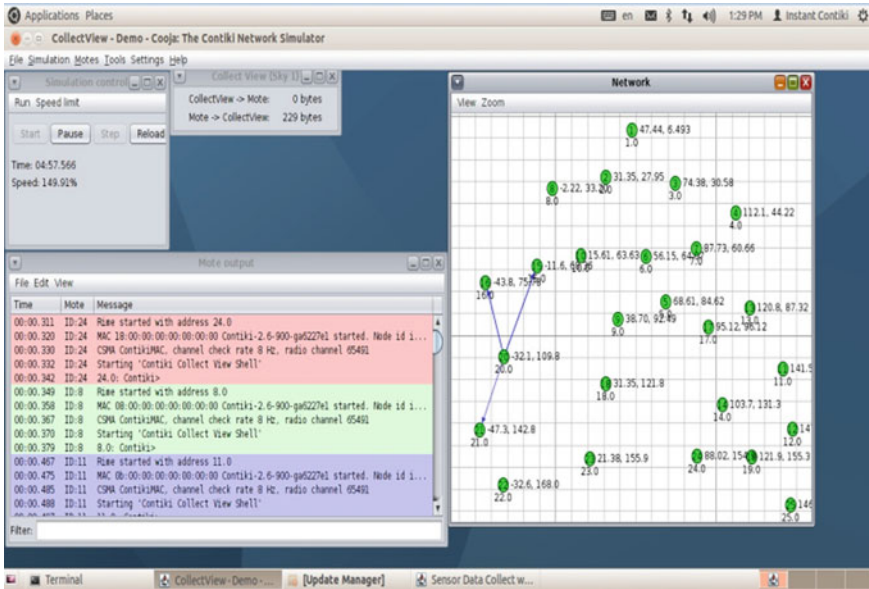 Applications Places
en 1:29 PM Instant Contiki
CollectView - Demo - Cooja: The Contiki Network Simulator
File Simulation Motes Tools Settings Help
Simulation control
Run Speed limit
Start Pause Step Reload
Time: 04:57.566
Speed: 149.91%
Collect View (Sky 1)
CollectView -> Mote: 0 bytes
Mote -> CollectView: 229 bytes
Mote output
File Edit View
Time Mote Message
00:00.311 ID:24 Rime started with address 24.0
00:00.320 ID:24 MAC 18:00:00:00:00:00:00:00 Contiki-2.6-900-ga6227e1 started. Node id i...
00:00.330 ID:24 CSMA ContikiMAC, channel check rate 8 Hz, radio channel 65491
00:00.332 ID:24 Starting 'Contiki Collect View Shell'
00:00.342 ID:24 24.0: Contiki>
00:00.349 ID:8 Rime started with address 8.0
00:00.358 ID:8 MAC 08:00:00:00:00:00:00:00 Contiki-2.6-900-ga6227e1 started. Node id i...
00:00.367 ID:8 CSMA ContikiMAC, channel check rate 8 Hz, radio channel 65491
00:00.370 ID:8 Starting 'Contiki Collect View Shell'
00:00.379 ID:8 8.0: Contiki>
00:00.467 ID:11 Rime started with address 11.0
00:00.475 ID:11 MAC 0b:00:00:00:00:00:00:00 Contiki-2.6-900-ga6227e1 started. Node id i...
00:00.485 ID:11 CSMA ContikiMAC, channel check rate 8 Hz, radio channel 65491
00:00.488 ID:11 Starting 'Contiki Collect View Shell'
Filter:
Network
View Zoom
47.44, 6.493
1.0
31.35, 27.95
-2.22,
8.0
74.38, 30.58
3.0
112.1, 44.22
4.0
97.73, 60.66
7.0
15.61, 63.63
56.15,
6.0
-11.6,
-43.8,
16.0
68.61, 84.62
38.70, 92.49
9.0
120.8, 87.32
17.0
-32.1, 109.8
20.0
11.0
31.35, 121.8
18.0
103.7, 131.3
14.0
-47.3, 142.8
21.0
12.0
21.38, 155.9
23.0
88.02,
24.0
121.9, 155.3
19.0
-32.6, 168.0
22.0
25.0
Terminal
CollectView - Demo - ...
[Update Manager]
Sensor Data Collect w...